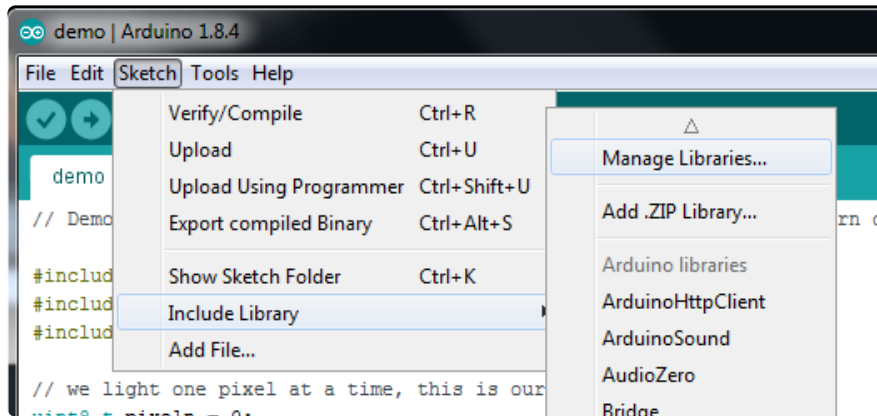 demo | Arduino 1.8.4
File Edit Sketch Tools Help
Verify/Compile Ctrl+R
Upload Ctrl+U
Upload Using Programmer Ctrl+Shift+U
Export compiled Binary Ctrl+Alt+S
Show Sketch Folder Ctrl+K
Include Library
Add File...
Manage Libraries...
Add .ZIP Library...
Arduino libraries
ArduinoHttpClient
ArduinoSound
AudioZero
Bridge
demo
// Demo
#includ
#includ
#includ
// we light one pixel at a time, this is our
uint8_t pixeln = 0;